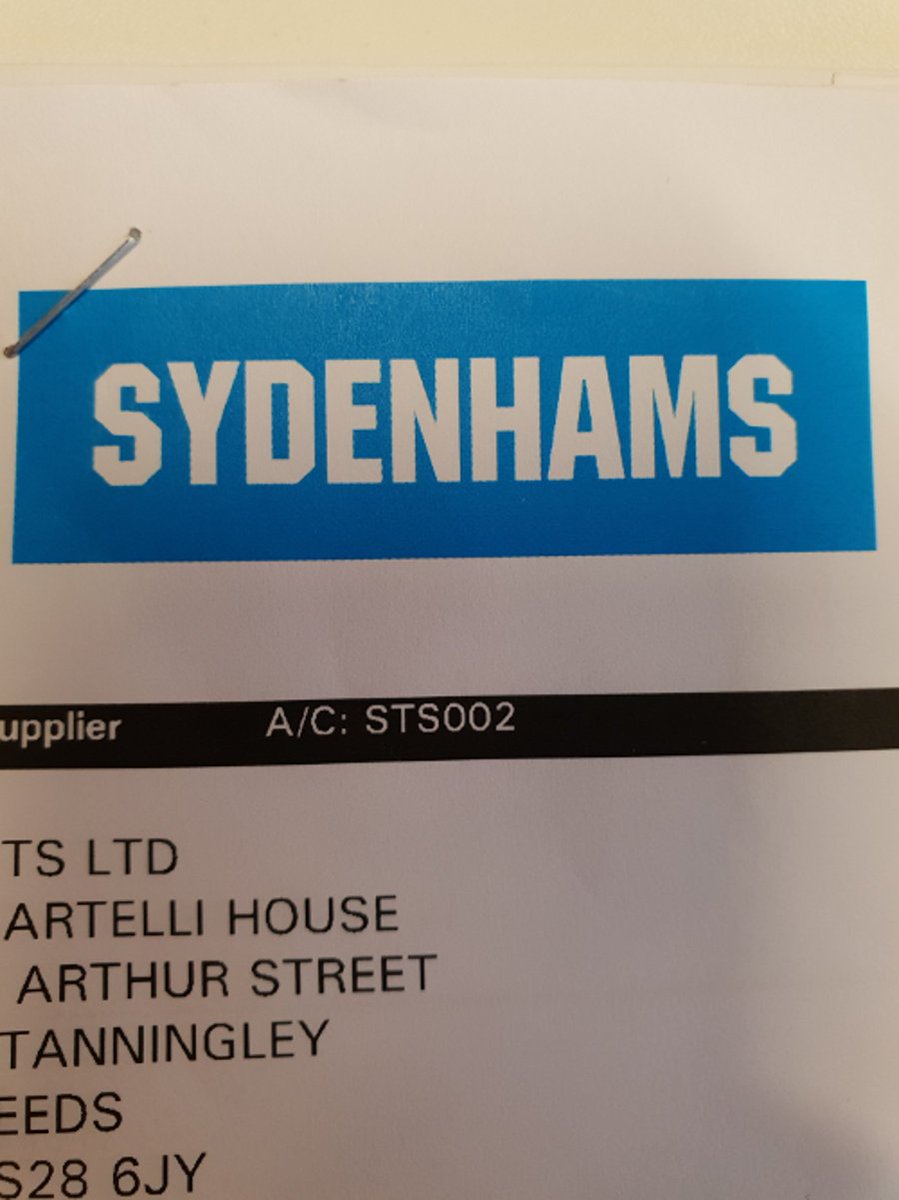 SYDENHAMS
upplier A/C: STS002
TS LTD
ARTELLI HOUSE
ARTHUR STREET
TANNINGLEY
EEDS
S28 6JY